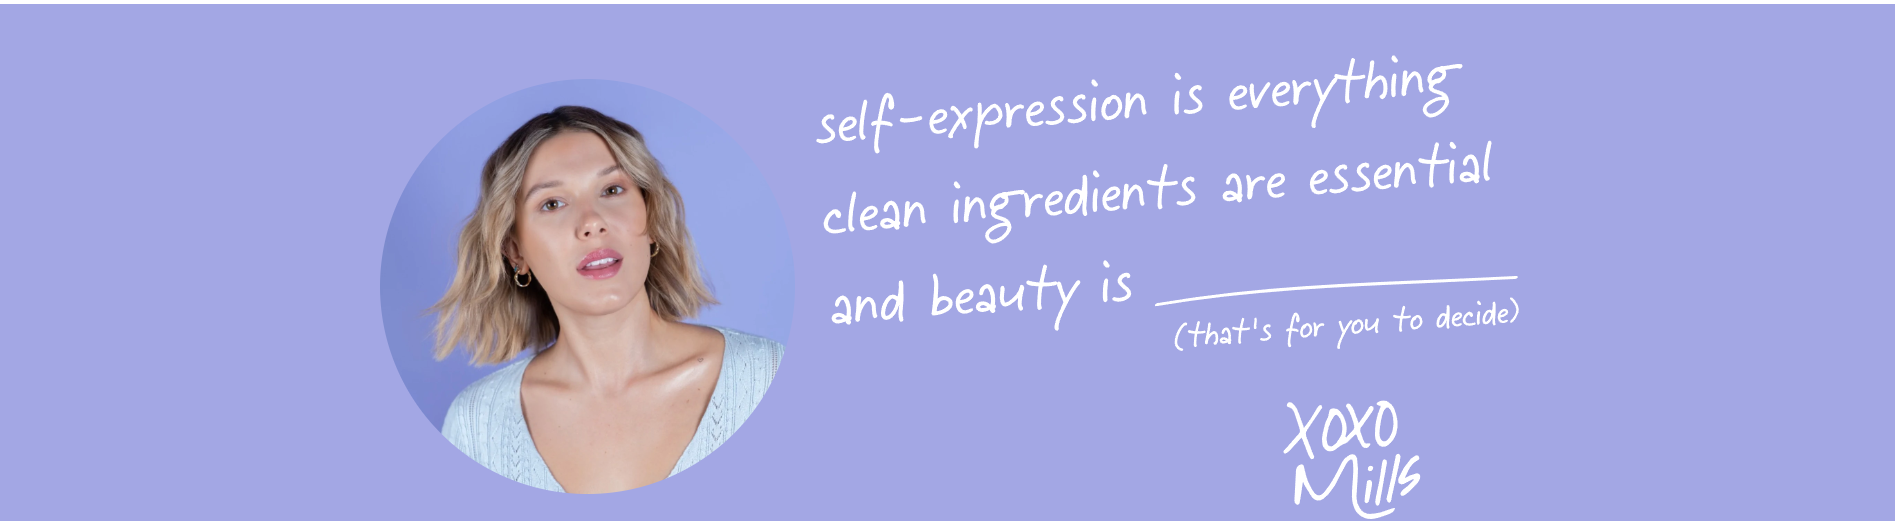 self-expression is everything
clean ingredients are essential
and beauty is
(that's for you to decide)
XOXO
Mills